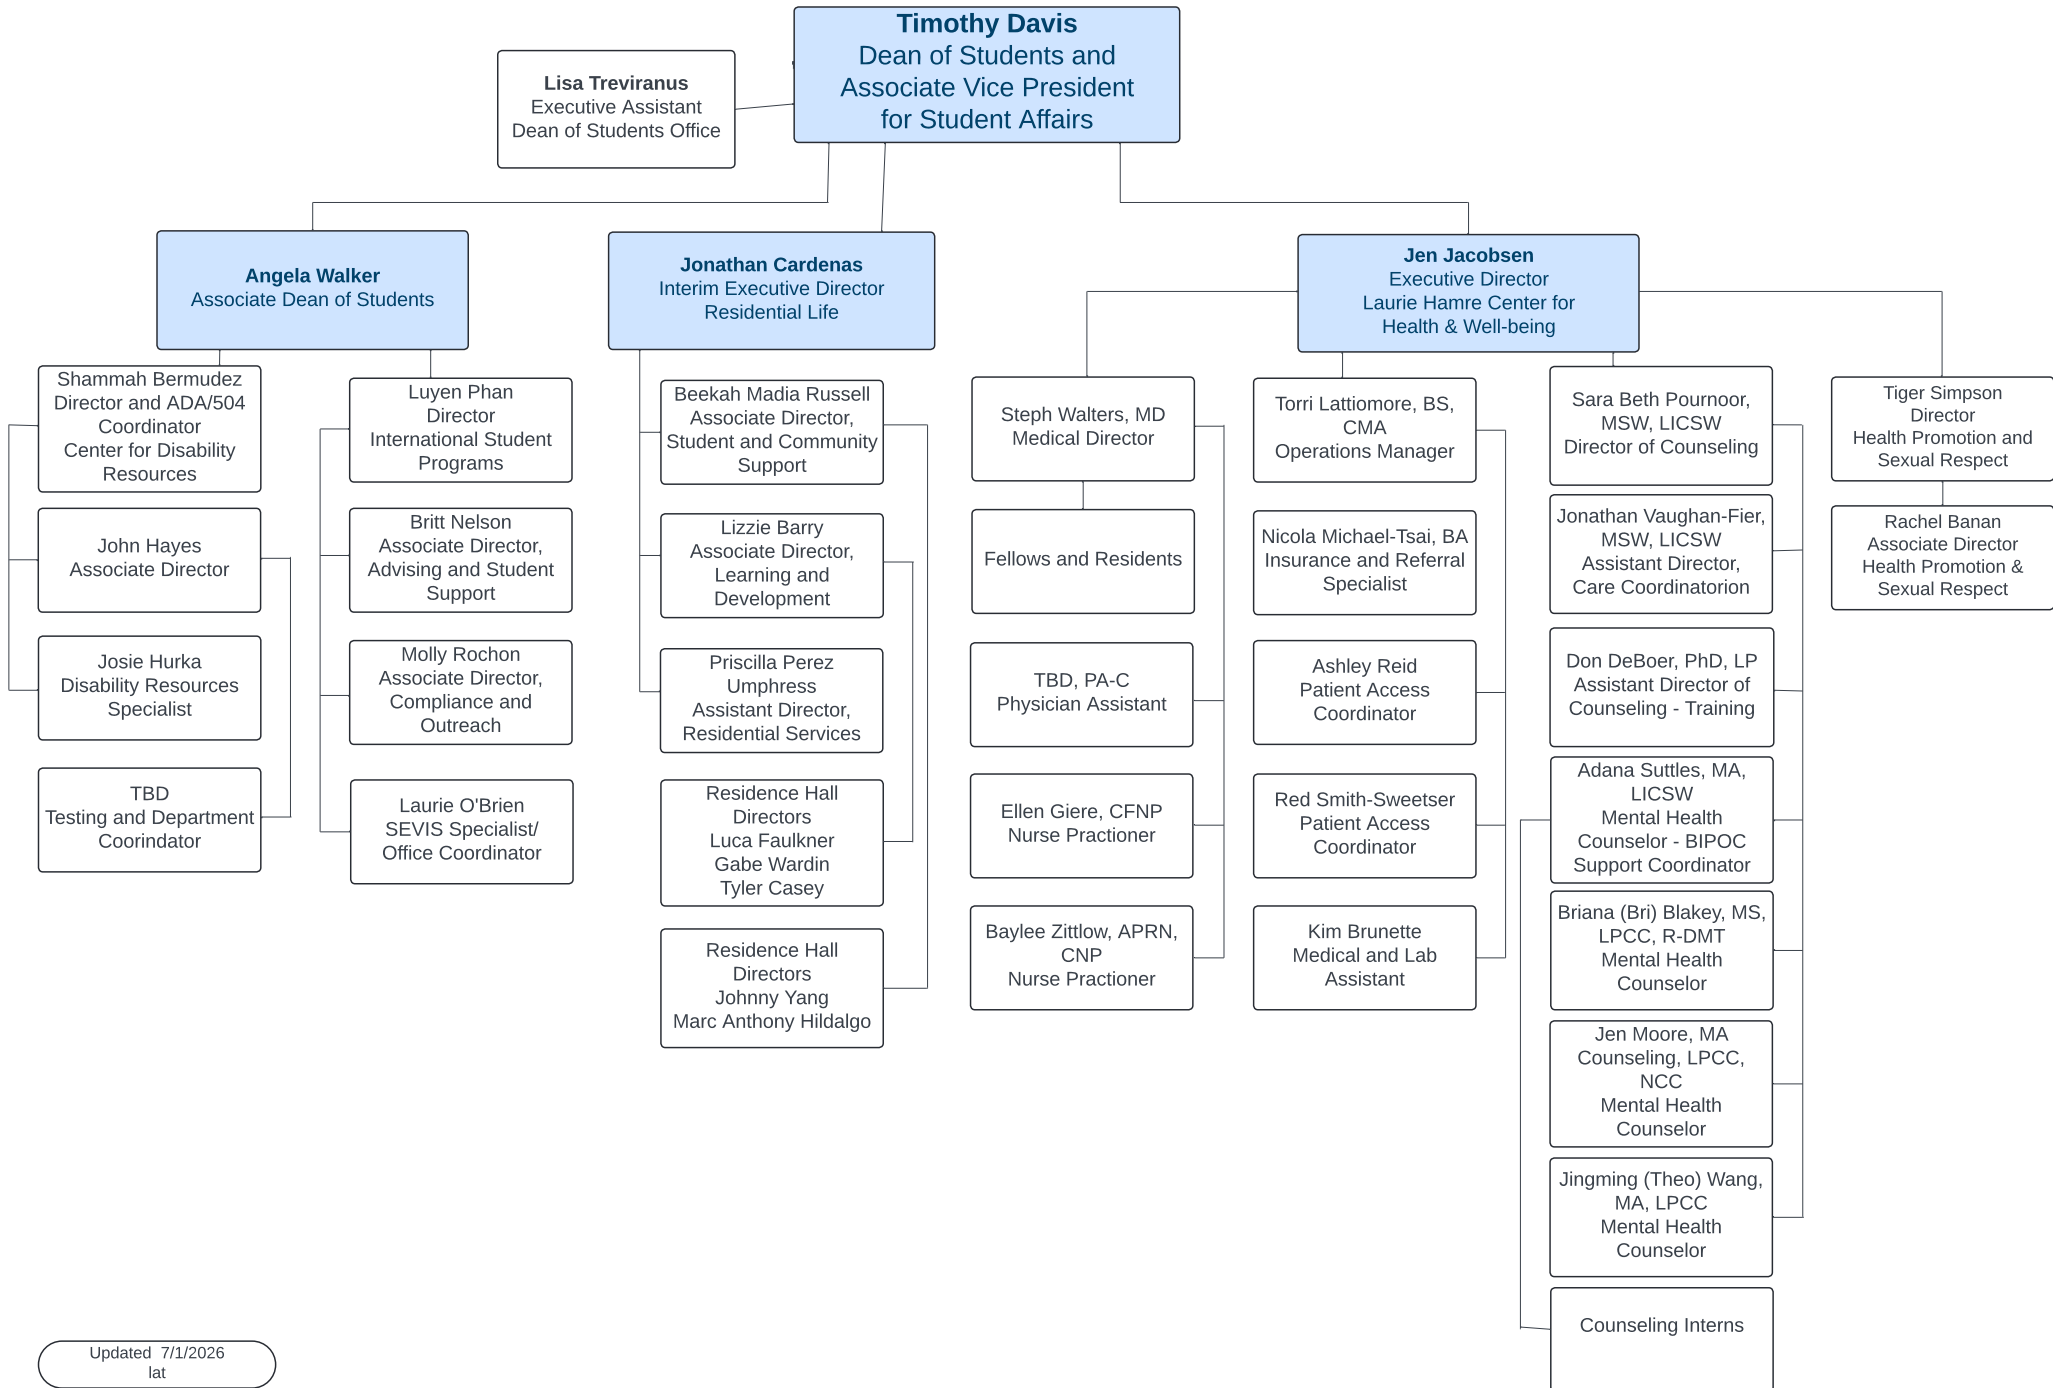 Timothy Davis
Dean of Students and
Associate Vice President
for Student Affairs
Lisa Treviranus
Executive Assistant
Dean of Students Office
Angela Walker
Associate Dean of Students
Jonathan Cardenas
Interim Executive Director
Residential Life
Jen Jacobsen
Executive Director
Laurie Hamre Center for
Health & Well-being
Shammah Bermudez
Director and ADA/504
Coordinator
Center for Disability
Resources
John Hayes
Associate Director
Josie Hurka
Disability Resources
Specialist
TBD
Testing and Department
Coorindator
Luyen Phan
Director
International Student
Programs
Britt Nelson
Associate Director,
Advising and Student
Support
Molly Rochon
Associate Director,
Compliance and
Outreach
Laurie O'Brien
SEVIS Specialist/
Office Coordinator
Beekah Madia Russell
Associate Director,
Student and Community
Support
Lizzie Barry
Associate Director,
Learning and
Development
Priscilla Perez
Umphress
Assistant Director,
Residential Services
Residence Hall
Directors
Luca Faulkner
Gabe Wardin
Tyler Casey
Residence Hall
Directors
Johnny Yang
Marc Anthony Hildalgo
Steph Walters, MD
Medical Director
Fellows and Residents
TBD, PA-C
Physician Assistant
Ellen Giere, CFNP
Nurse Practioner
Baylee Zittlow, APRN,
CNP
Nurse Practioner
Torri Lattiomore, BS,
CMA
Operations Manager
Nicola Michael-Tsai, BA
Insurance and Referral
Specialist
Ashley Reid
Patient Access
Coordinator
Red Smith-Sweetser
Patient Access
Coordinator
Kim Brunette
Medical and Lab
Assistant
Sara Beth Pournoor,
MSW, LICSW
Director of Counseling
Jonathan Vaughan-Fier,
MSW, LICSW
Assistant Director,
Care Coordinatorion
Don DeBoer, PhD, LP
Assistant Director of
Counseling - Training
Adana Suttles, MA,
LICSW
Mental Health
Counselor - BIPOC
Support Coordinator
Briana (Bri) Blakey, MS,
LPCC, R-DMT
Mental Health
Counselor
Jen Moore, MA
Counseling, LPCC,
NCC
Mental Health
Counselor
Jingming (Theo) Wang,
MA, LPCC
Mental Health
Counselor
Counseling Interns
Tiger Simpson
Director
Health Promotion and
Sexual Respect
Rachel Banan
Associate Director
Health Promotion &
Sexual Respect
Updated 7/1/2026
lat